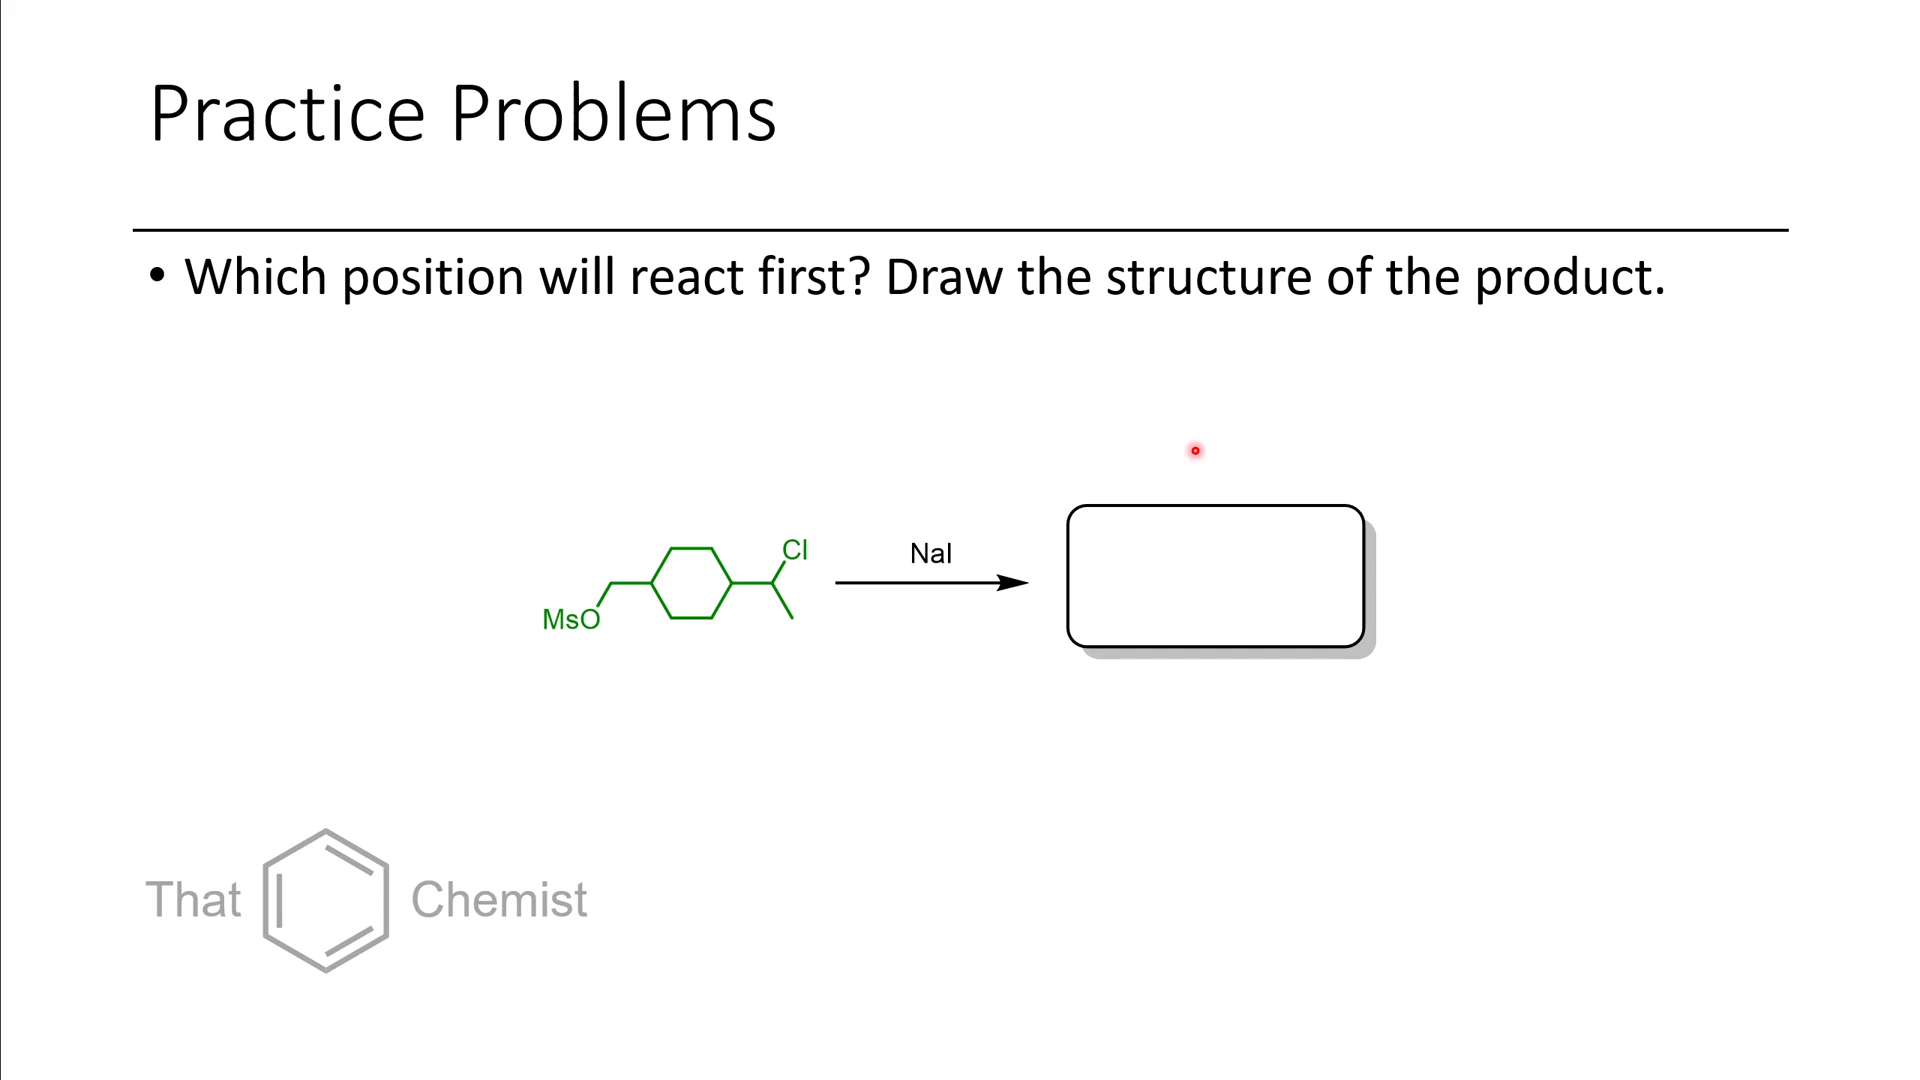 Practice Problems
• Which position will react first? Draw the structure of the product.
Cl
NaI
MsO
That Chemist